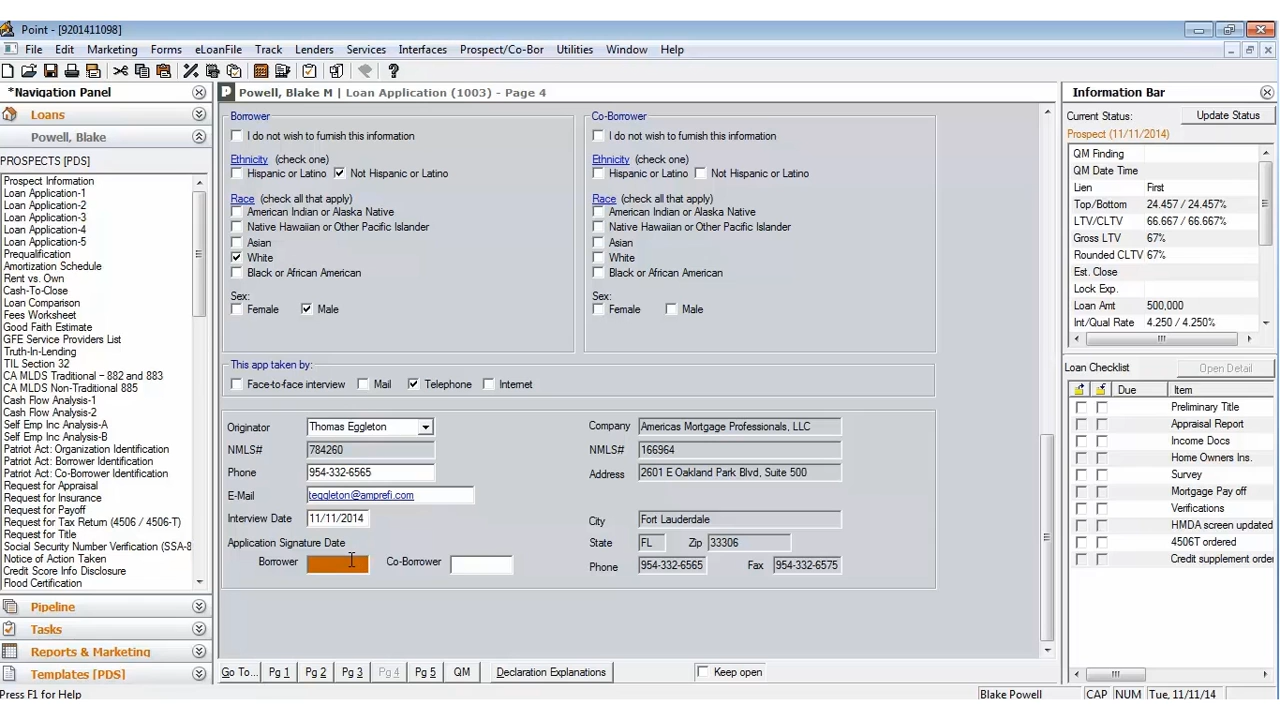 Point - [9201411098]
File Edit Marketing Forms eLoanFile Track Lenders Services Interfaces Prospect/Co-Bor Utilities Window Help
*Navigation Panel
Loans
Powell, Blake
PROSPECTS [PDS]
Prospect Information
Loan Application-1
Loan Application-2
Loan Application-3
Loan Application-4
Loan Application-5
Prequalification
Amortization Schedule
Rent vs. Own
Cash-To-Close
Loan Comparison
Fees Worksheet
Good Faith Estimate
GFE Service Providers List
Truth-In-Lending
TIL Section 32
CA MLDS Traditional - 882 and 883
CA MLDS Non-Traditional 885
Cash Flow Analysis-1
Cash Flow Analysis-2
Self Emp Inc Analysis-A
Self Emp Inc Analysis-B
Patriot Act: Organization Identification
Patriot Act: Borrower Identification
Patriot Act: Co-Borrower Identification
Request for Appraisal
Request for Insurance
Request for Payoff
Request for Tax Return (4506 / 4506-T)
Request for Title
Social Security Number Verification (SSA-8
Notice of Action Taken
Credit Score Info Disclosure
Flood Certification
Pipeline
Tasks
Reports & Marketing
Templates [PDS]
Press F1 for Help
P Powell, Blake M | Loan Application (1003) - Page 4
Borrower
I do not wish to furnish this information
Ethnicity (check one)
Hispanic or Latino Not Hispanic or Latino
Race (check all that apply)
American Indian or Alaska Native
Native Hawaiian or Other Pacific Islander
Asian
White
Black or African American
Sex:
Female Male
Co-Borrower
I do not wish to furnish this information
Ethnicity (check one)
Hispanic or Latino Not Hispanic or Latino
Race (check all that apply)
American Indian or Alaska Native
Native Hawaiian or Other Pacific Islander
Asian
White
Black or African American
Sex:
Female Male
This app taken by:
Face-to-face interview Mail Telephone Internet
Originator Thomas Eggleton
NMLS# 784260
Phone 954-332-6565
E-Mail teggleton@amprefi.com
Interview Date 11/11/2014
Application Signature Date
Borrower Co-Borrower
Company Americas Mortgage Professionals, LLC
NMLS# 166964
Address 2601 E Oakland Park Blvd, Suite 500
City Fort Lauderdale
State FL Zip 33306
Phone 954-332-6565 Fax 954-332-6575
Go To... Pg 1 Pg 2 Pg 3 Pg 4 Pg 5 QM Declaration Explanations Keep open
Information Bar
Current Status: Update Status
Prospect (11/11/2014)
QM Finding
QM Date Time
Lien First
Top/Bottom 24.457 / 24.457%
LTV/CLTV 66.667 / 66.667%
Gross LTV 67%
Rounded CLTV 67%
Est. Close
Lock Exp.
Loan Amt 500,000
Int/Qual Rate 4.250 / 4.250%
Loan Checklist Open Detail
Due Item
Preliminary Title
Appraisal Report
Income Docs
Home Owners Ins.
Survey
Mortgage Pay off
Verifications
HMDA screen updated
4506T ordered
Credit supplement order
Blake Powell CAP NUM Tue, 11/11/14